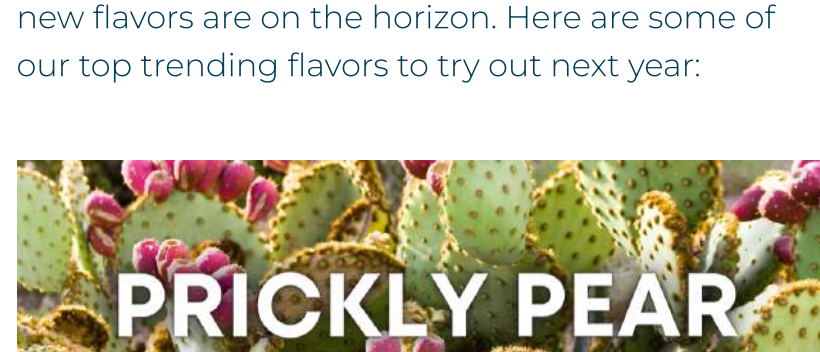 new flavors are on the horizon. Here are some of
our top trending flavors to try out next year:
PRICKLY PEAR